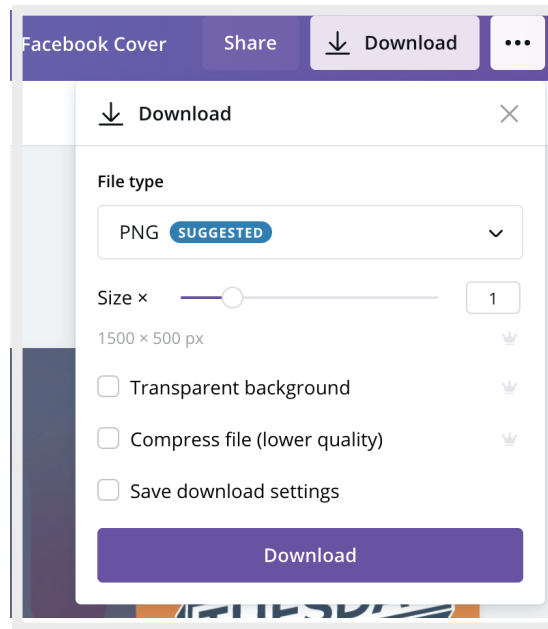 Facebook Cover Share Download
Download
File type
PNG SUGGESTED
Size × 1
1500 × 500 px
Transparent background
Compress file (lower quality)
Save download settings
Download
TUESDAY